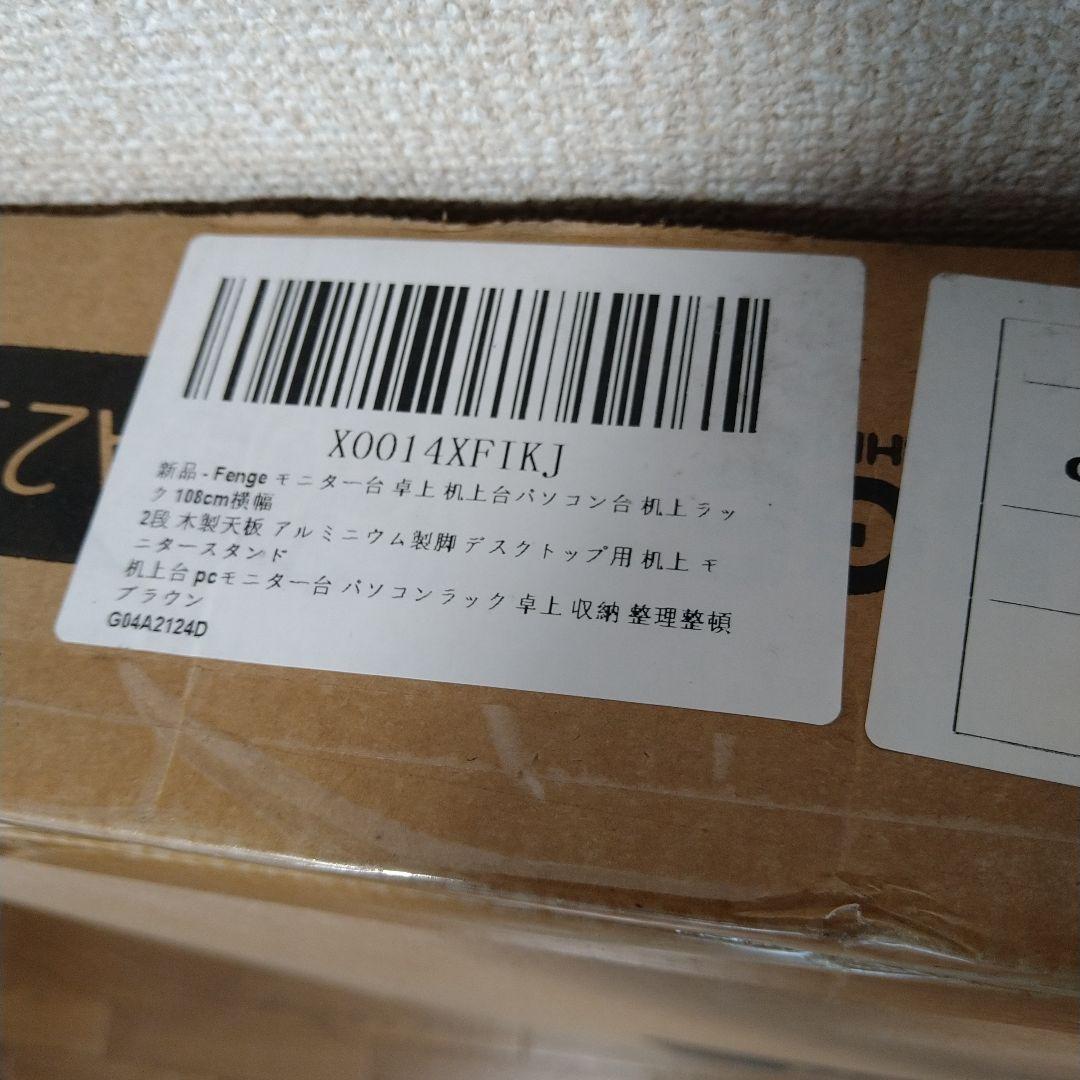 X0014XFIKJ
新品 - Fenge モニター台 卓上 机上台パソコン台 机上 ラッ
ク 108cm横幅
2段 木製天板 アルミニウム製脚 デスクトップ用 机上 モ
ニタースタンド
机上台 pcモニター台 パソコンラック 卓上 収納 整理整頓
ブラウン
G04A2124D